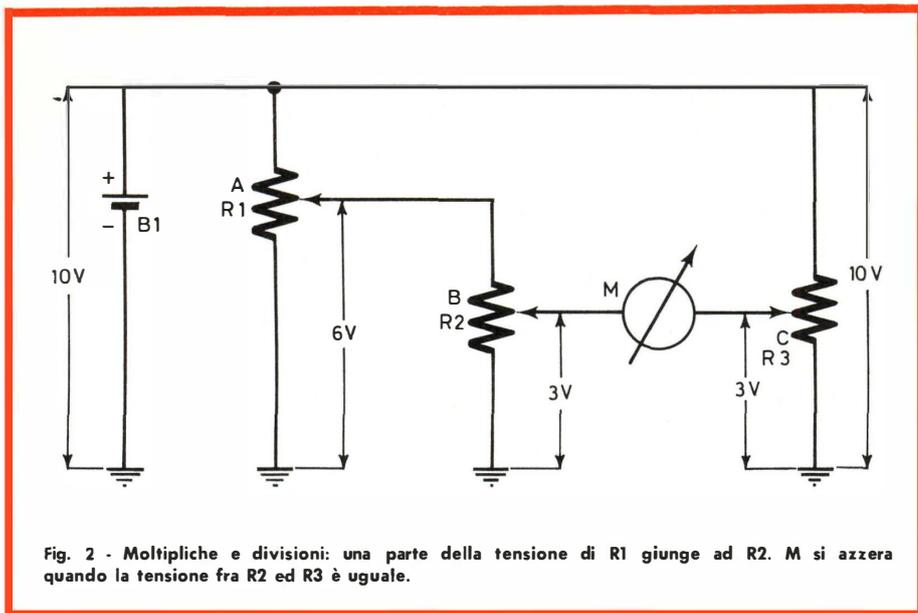 +
A
R1
− B1
10V
10V
M
B
R2
6V
C
R3
3V
3V
Fig. 2 - Moltipliche e divisioni: una parte della tensione di R1 giunge ad R2. M si azzera
quando la tensione fra R2 ed R3 è uguale.